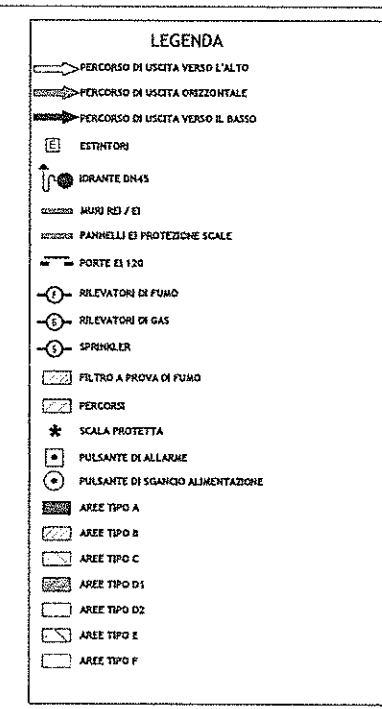 LEGENDA
PERCORSO DI USCITA VERSO L'ALTO
PERCORSO DI USCITA ORIZZONTALE
PERCORSO DI USCITA VERSO IL BASSO
E ESTINTORI
IDRANTE DN45
MURI REI / EI
PANNELLI EI PROTEZIONE SCALE
PORTE EI 120
F RILEVATORI DI FUMO
G RILEVATORI DI GAS
S SPRINKLER
FILTRO A PROVA DI FUMO
PERCORSI
* SCALA PROTETTA
PULSANTE DI ALLARME
PULSANTE DI SGANCIO ALIMENTAZIONE
AREE TIPO A
AREE TIPO B
AREE TIPO C
AREE TIPO D1
AREE TIPO D2
AREE TIPO E
AREE TIPO F